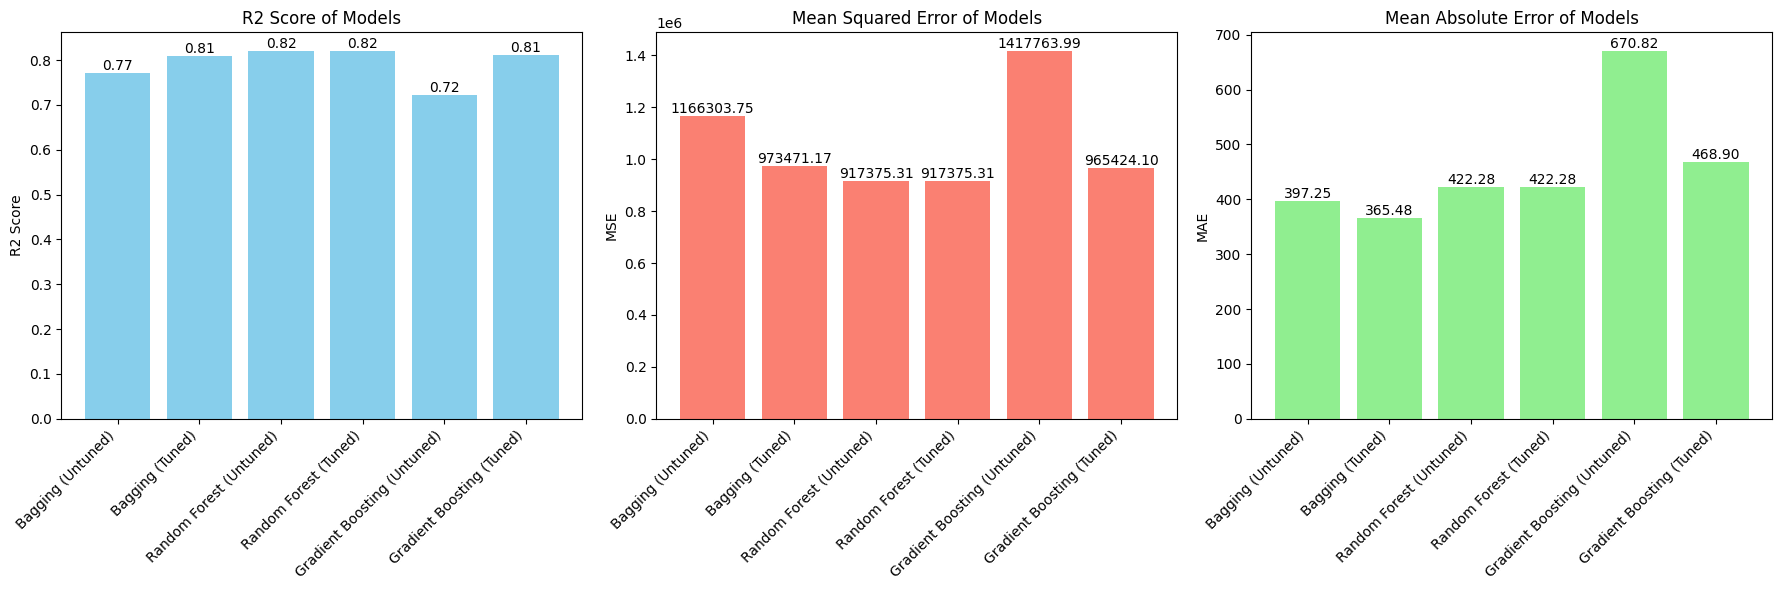 R2 Score of Models
R2 Score
0.8
0.7
0.6
0.5
0.4
0.3
0.2
0.1
0.0
0.77
0.81
0.82
0.82
0.72
0.81
Bagging (Untuned)
Bagging (Tuned)
Random Forest (Untuned)
Random Forest (Tuned)
Gradient Boosting (Untuned)
Gradient Boosting (Tuned)
Mean Squared Error of Models
1e6
MSE
1.4
1.2
1.0
0.8
0.6
0.4
0.2
0.0
1166303.75
973471.17
917375.31
917375.31
1417763.99
965424.10
Bagging (Untuned)
Bagging (Tuned)
Random Forest (Untuned)
Random Forest (Tuned)
Gradient Boosting (Untuned)
Gradient Boosting (Tuned)
Mean Absolute Error of Models
MAE
700
600
500
400
300
200
100
0
397.25
365.48
422.28
422.28
670.82
468.90
Bagging (Untuned)
Bagging (Tuned)
Random Forest (Untuned)
Random Forest (Tuned)
Gradient Boosting (Untuned)
Gradient Boosting (Tuned)